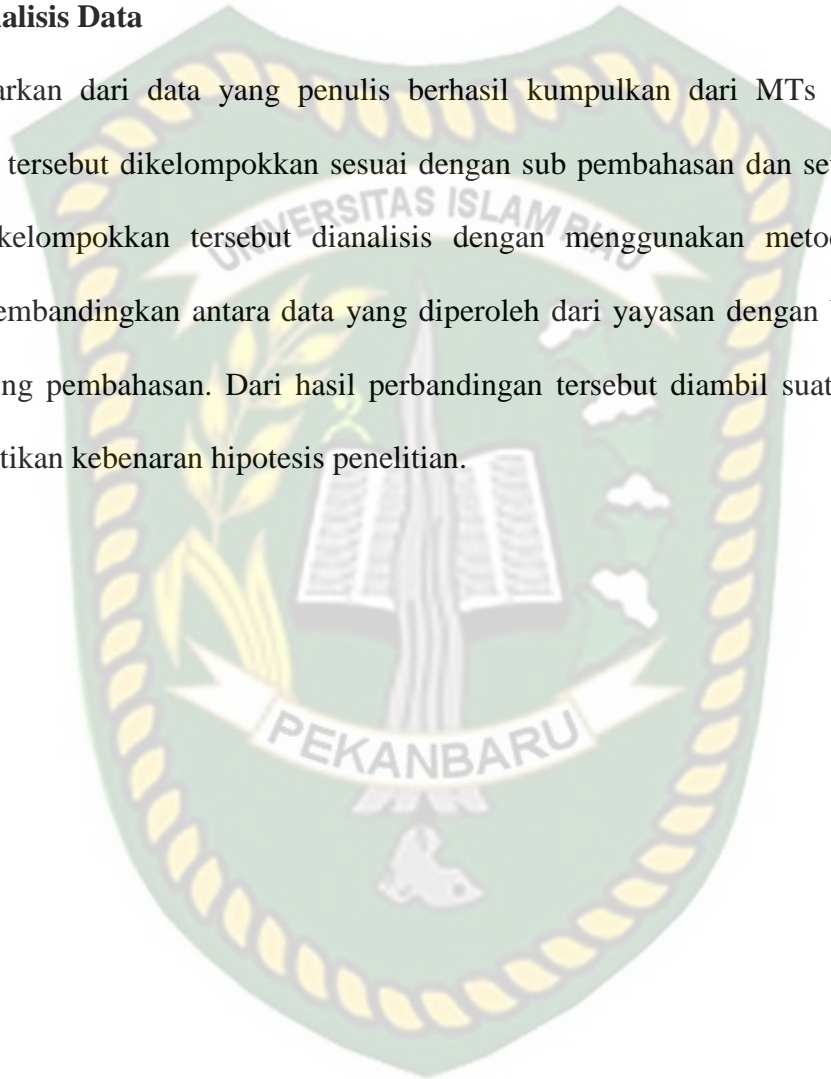 alisis Data
arkan dari data yang penulis berhasil kumpulkan dari MTs
tersebut dikelompokkan sesuai dengan sub pembahasan dan se
kelompokkan tersebut dianalisis dengan menggunakan meto
embandingkan antara data yang diperoleh dari yayasan dengan
ng pembahasan. Dari hasil perbandingan tersebut diambil suat
tikan kebenaran hipotesis penelitian.
UNIVERSITAS ISLAM RIAU
PEKANBARU